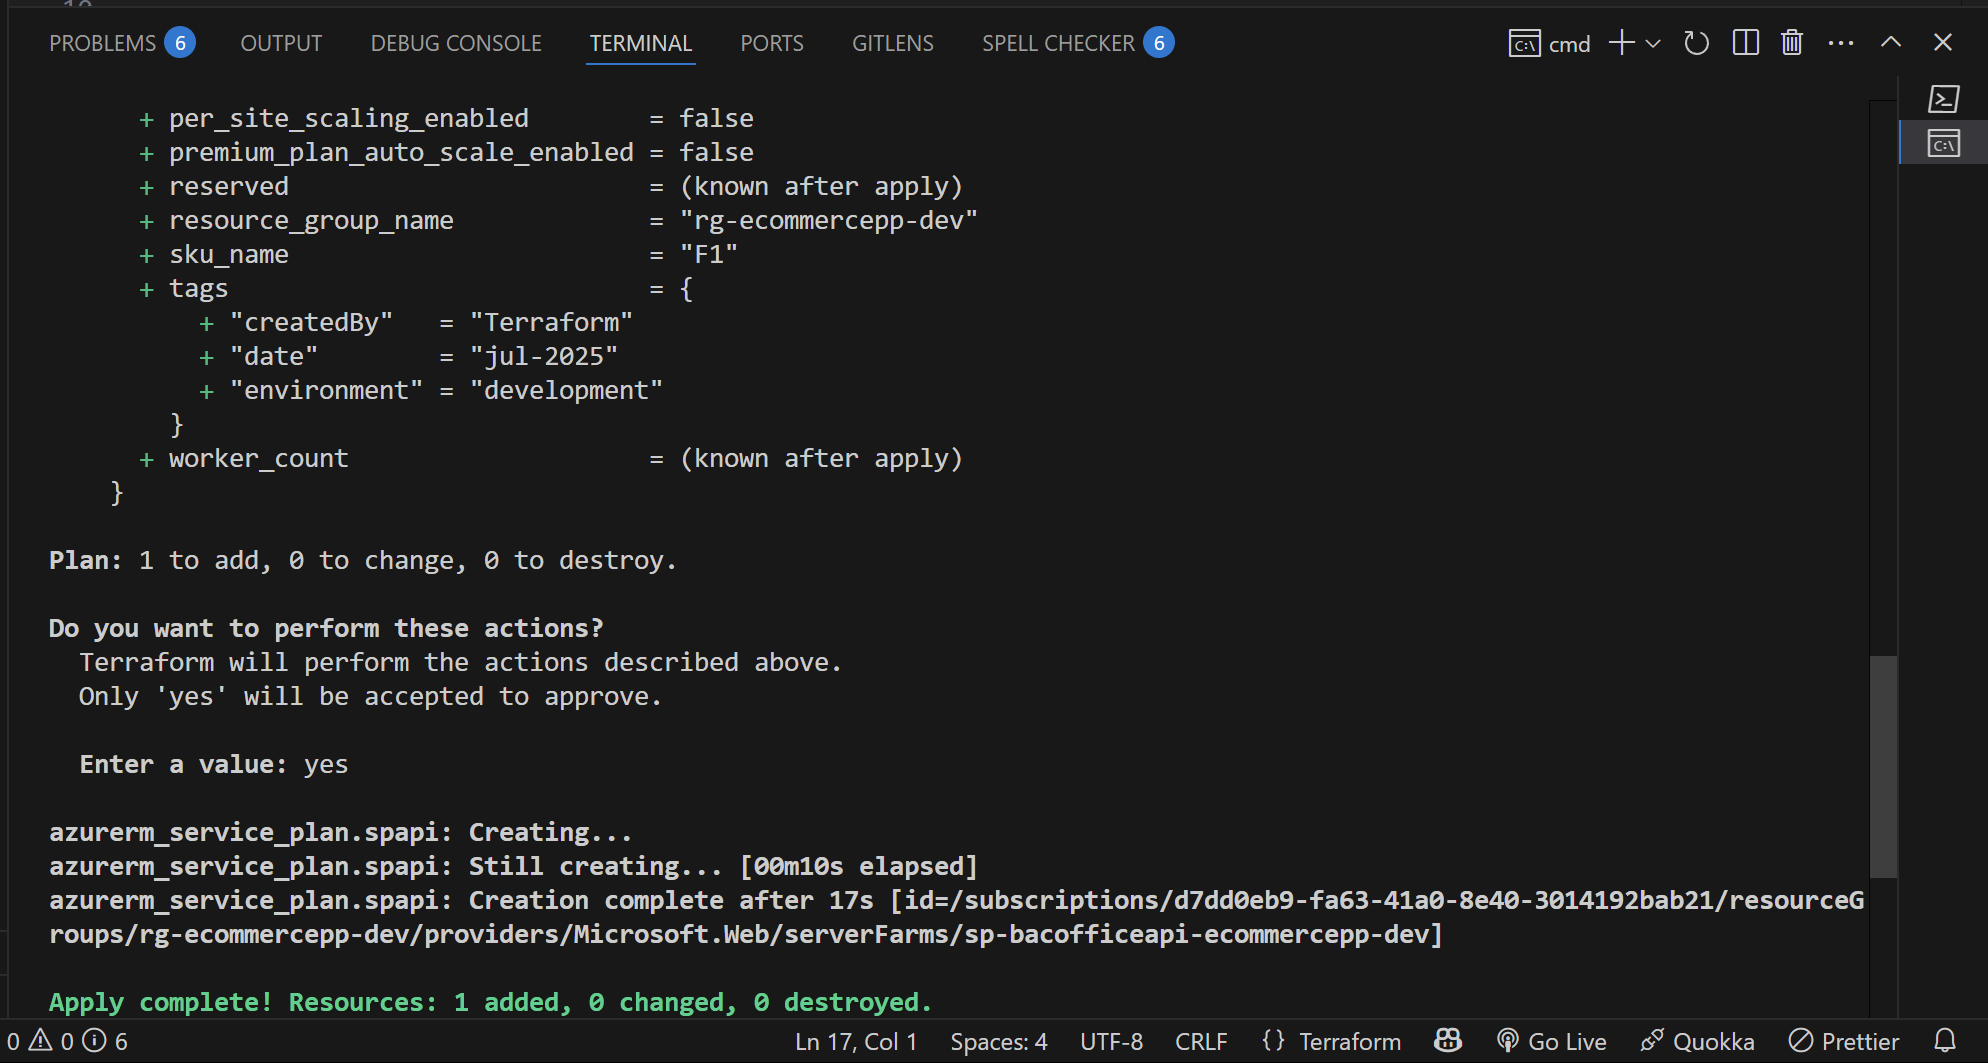 PROBLEMS 6 OUTPUT DEBUG CONSOLE TERMINAL PORTS GITLENS SPELL CHECKER 6 cmd
+ per_site_scaling_enabled = false
+ premium_plan_auto_scale_enabled = false
+ reserved = (known after apply)
+ resource_group_name = "rg-ecommercepp-dev"
+ sku_name = "F1"
+ tags = {
+ "createdBy" = "Terraform"
+ "date" = "jul-2025"
+ "environment" = "development"
}
+ worker_count = (known after apply)
}
Plan: 1 to add, 0 to change, 0 to destroy.
Do you want to perform these actions?
Terraform will perform the actions described above.
Only 'yes' will be accepted to approve.
Enter a value: yes
azurerm_service_plan.spapi: Creating...
azurerm_service_plan.spapi: Still creating... [00m10s elapsed]
azurerm_service_plan.spapi: Creation complete after 17s [id=/subscriptions/d7dd0eb9-fa63-41a0-8e40-3014192bab21/resourceG
roups/rg-ecommercepp-dev/providers/Microsoft.Web/serverFarms/sp-bacofficeapi-ecommercepp-dev]
Apply complete! Resources: 1 added, 0 changed, 0 destroyed.
0 0 6 Ln 17, Col 1 Spaces: 4 UTF-8 CRLF {} Terraform Go Live Quokka Prettier